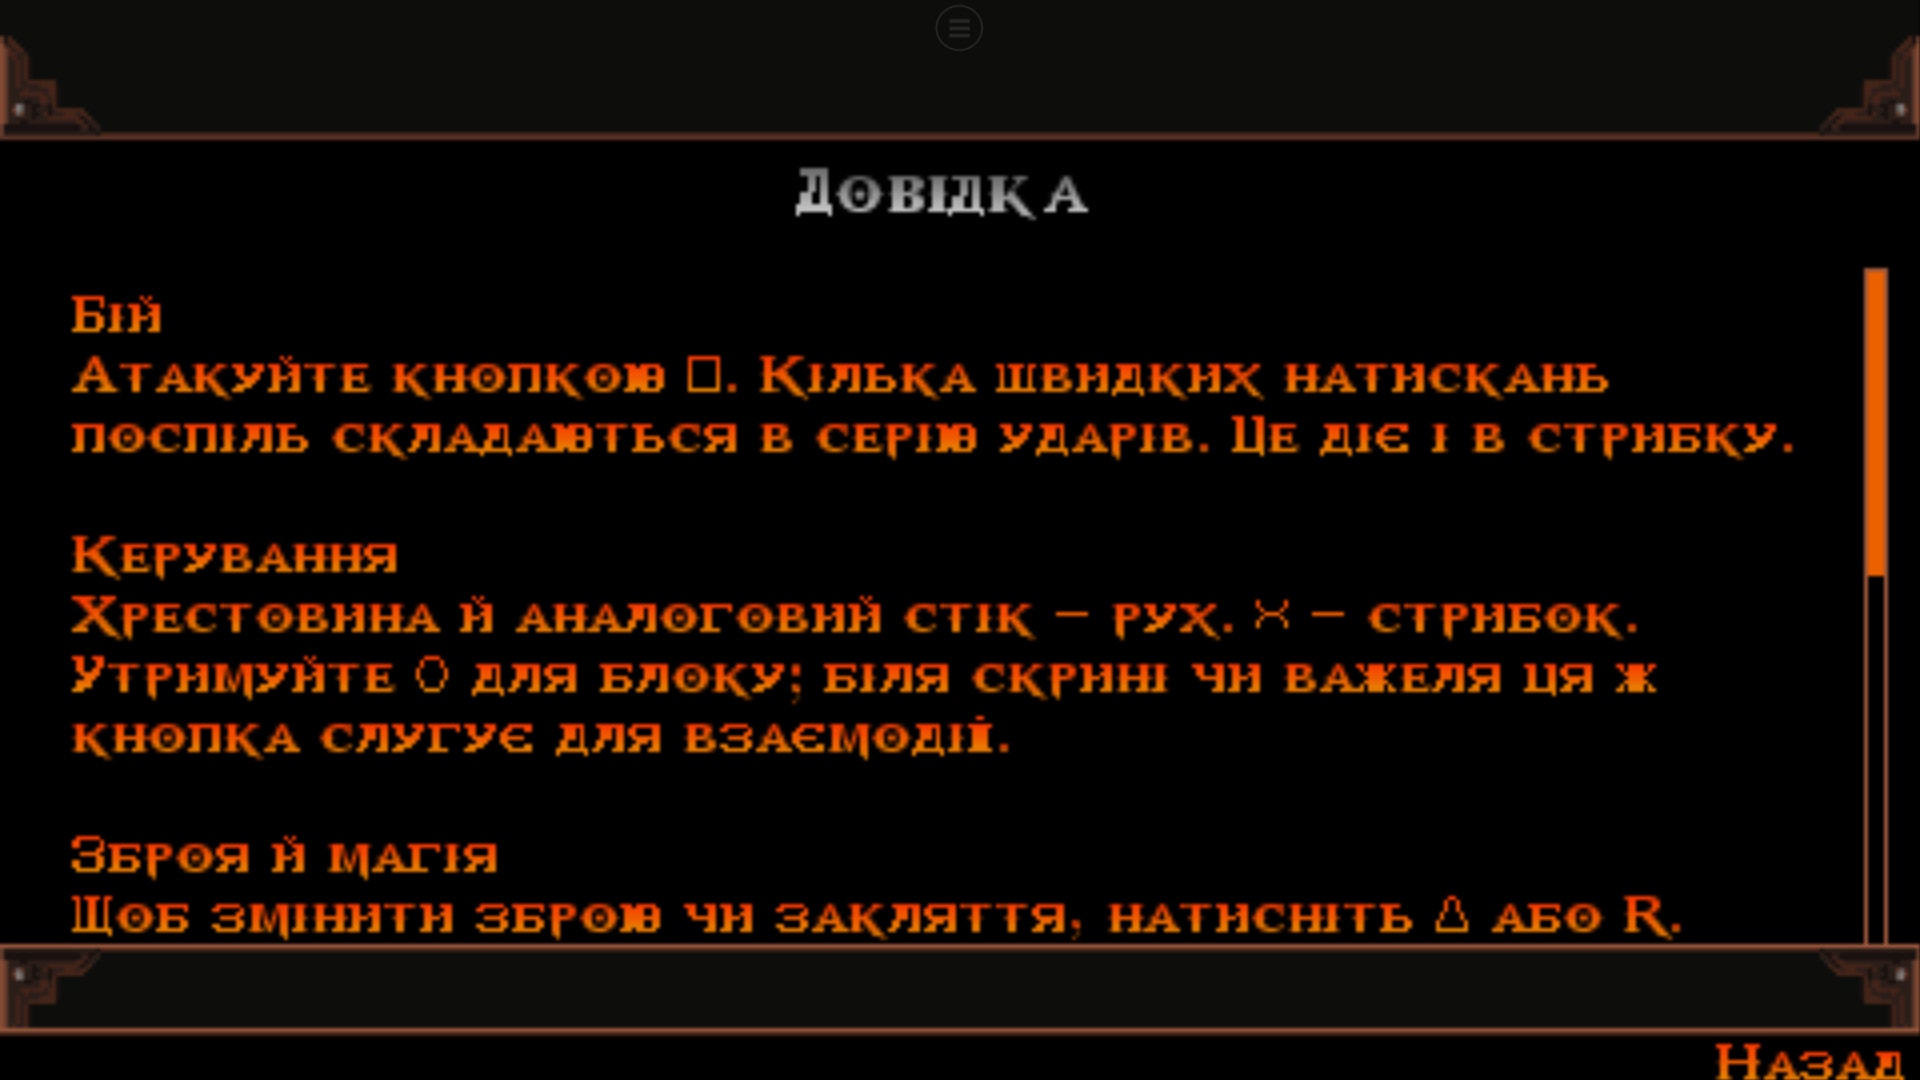 Довідка
Бій
Атакуйте кнопкою □. Кілька швидких натискань
поспіль складаються в серію ударів. Це діє і в стрибку.
Керування
Хрестовина й аналоговий стік – рух. × – стрибок.
Утримуйте ○ для блоку; біля скрині чи важеля ця ж
кнопка слугує для взаємодії.
Зброя й магія
Щоб змінити зброю чи закляття, натисніть △ або R.
Назад